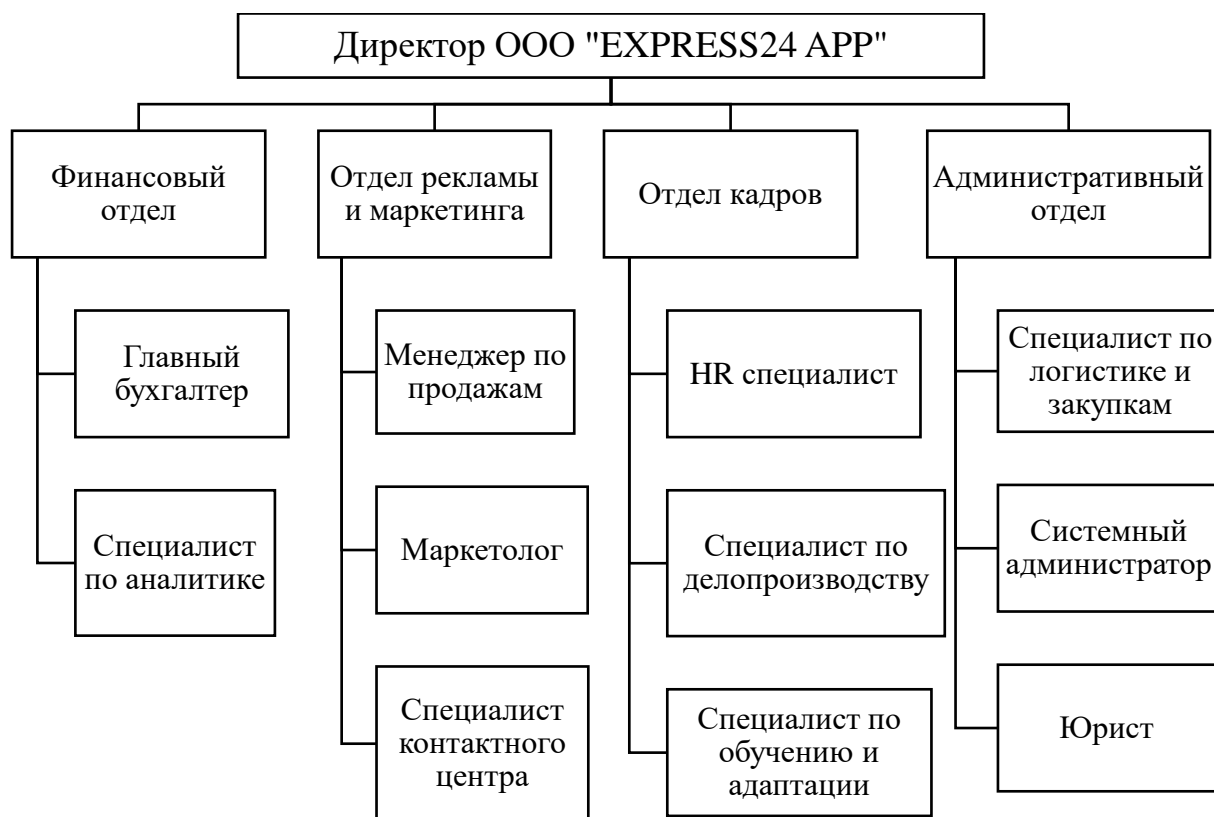 Директор ООО "EXPRESS24 APP"
Финансовый
отдел
Отдел рекламы
и маркетинга
Отдел кадров
Административный
отдел
Главный
бухгалтер
Менеджер по
продажам
HR специалист
Специалист по
логистике и
закупкам
Специалист
по аналитике
Маркетолог
Специалист по
делопроизводству
Системный
администратор
Специалист
контактного
центра
Специалист по
обучению и
адаптации
Юрист